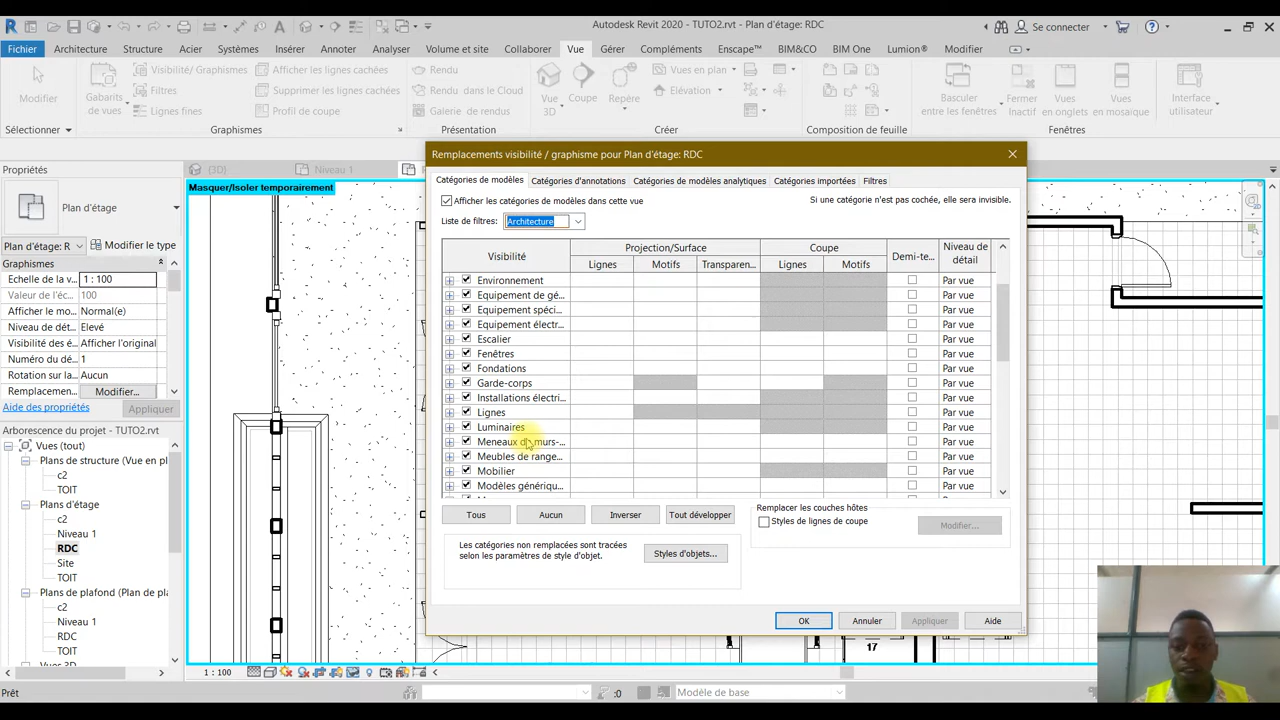 Autodesk Revit 2020 - TUTO2.rvt - Plan d'étage: RDC
Se connecter
Fichier Architecture Structure Acier Systèmes Insérer Annoter Analyser Volume et site Collaborer Vue Gérer Compléments Enscape™ BIM&CO BIM One Lumion® Modifier
Visibilité/ Graphismes Afficher les lignes cachées Rendu Vues en plan
Filtres Supprimer les lignes cachées Rendu dans le Cloud Elévation
Modifier Gabarits de vues Lignes fines Profil de coupe Galerie de rendu Vue 3D Coupe Repère Basculer entre les fenêtres Fermer Inactif Vues en onglets Vues en mosaïque Interface utilisateur
Sélectionner Graphismes Présentation Créer Composition de feuille Fenêtres
Propriétés
{3D} Niveau 1
Masquer/Isoler temporairement
Plan d'étage
Plan d'étage: R Modifier le type
Graphismes
Echelle de la v... 1 : 100
Valeur de l'éc... 100
Afficher le mo... Normal(e)
Niveau de dét... Elevé
Visibilité des é... Afficher l'original
Numéro du dé... 1
Rotation sur la... Aucun
Remplacemen... Modifier...
Aide des propriétés Appliquer
Arborescence du projet - TUTO2.rvt
Vues (tout)
Plans de structure (Vue en p
c2
TOIT
Plans d'étage
c2
Niveau 1
RDC
Site
TOIT
Plans de plafond (Plan de p
c2
Niveau 1
RDC
TOIT
Vues 3D
Remplacements visibilité / graphisme pour Plan d'étage: RDC
Catégories de modèles Catégories d'annotations Catégories de modèles analytiques Catégories importées Filtres
Afficher les catégories de modèles dans cette vue
Si une catégorie n'est pas cochée, elle sera invisible.
Liste de filtres: Architecture
Visibilité Projection/Surface Coupe Demi-te... Niveau de détail
Lignes Motifs Transparen... Lignes Motifs
Environnement Par vue
Equipement de gé... Par vue
Equipement spéci... Par vue
Equipement électr... Par vue
Escalier Par vue
Fenêtres Par vue
Fondations Par vue
Garde-corps Par vue
Installations électri... Par vue
Lignes Par vue
Luminaires Par vue
Meneaux de murs-... Par vue
Meubles de range... Par vue
Mobilier Par vue
Modèles génériqu... Par vue
Tous Aucun Inverser Tout développer
Remplacer les couches hôtes
Styles de lignes de coupe Modifier...
Les catégories non remplacées sont tracées
selon les paramètres de style d'objet.
Styles d'objets...
OK Annuler Appliquer Aide
17
1 : 100
Prêt
:0
Modèle de base